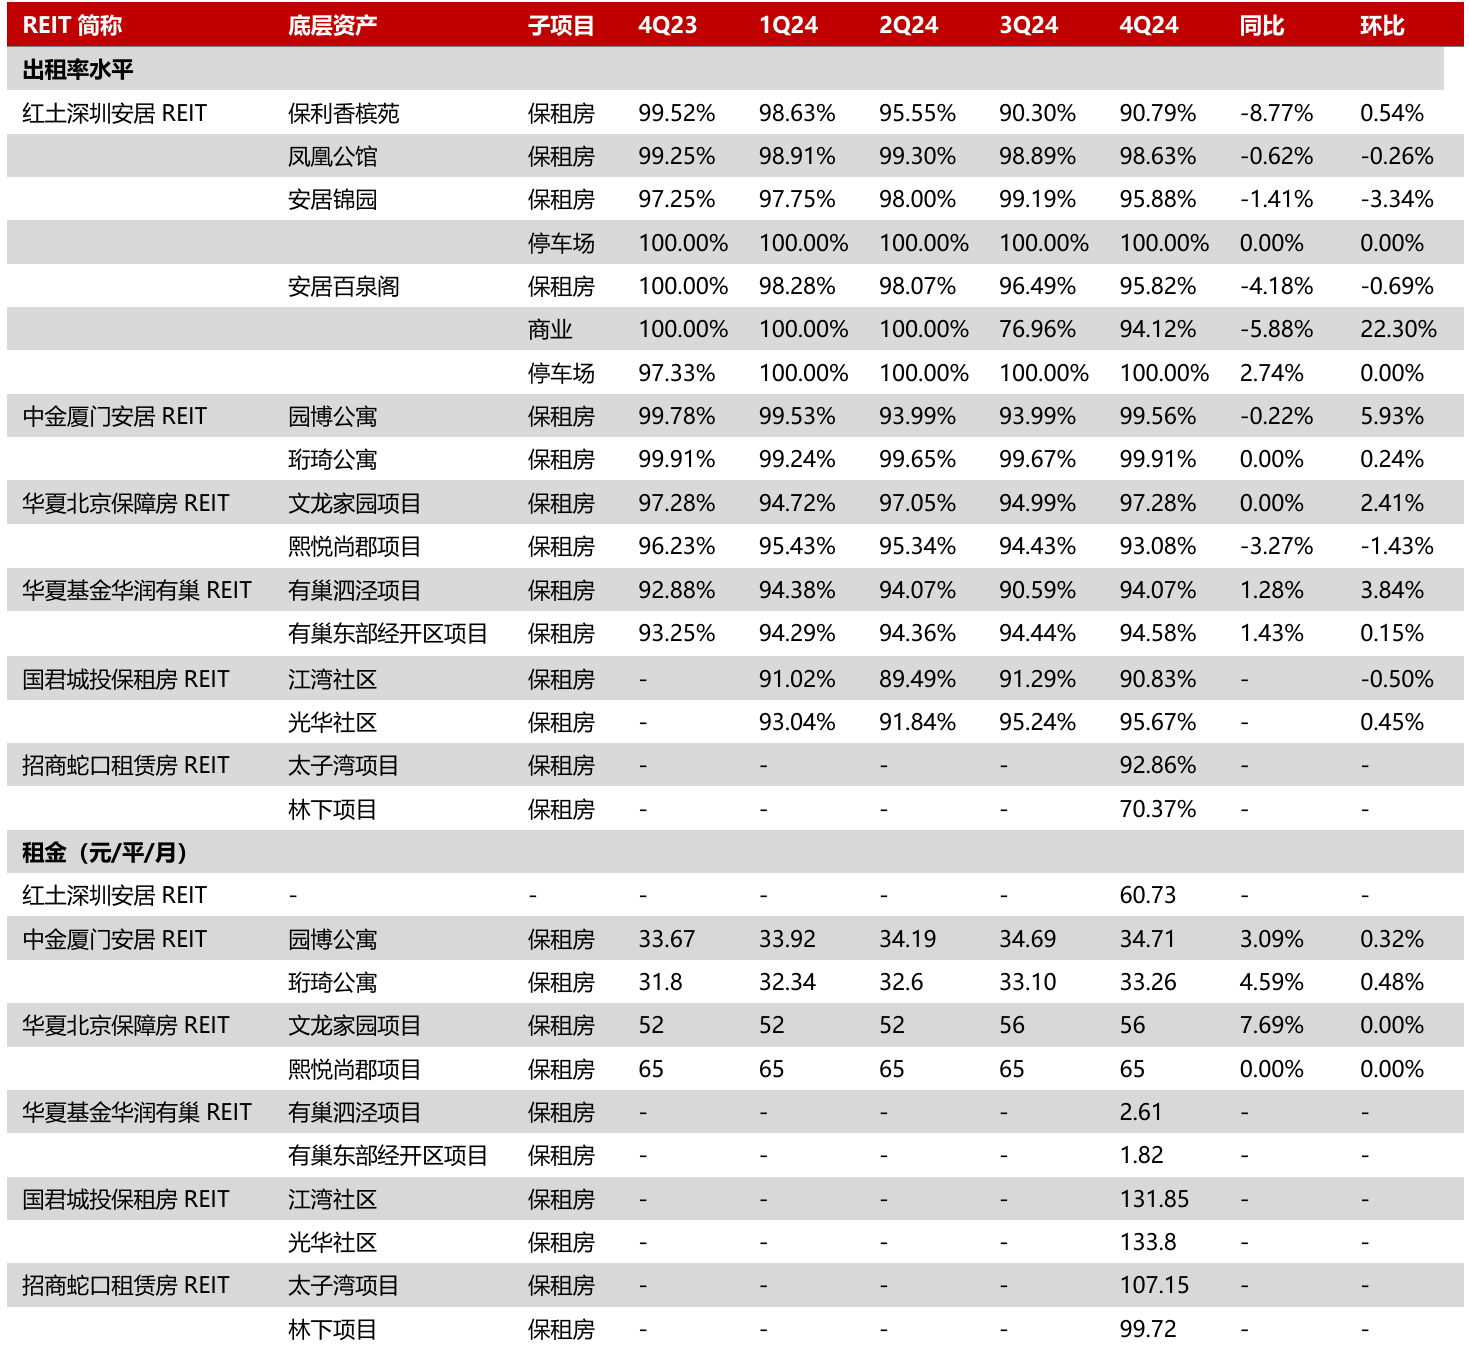 REIT 简称 底层资产 子项目 4Q23 1Q24 2Q24 3Q24 4Q24 同比 环比
出租率水平
红土深圳安居 REIT 保利香槟苑 保租房 99.52% 98.63% 95.55% 90.30% 90.79% -8.77% 0.54%
凤凰公馆 保租房 99.25% 98.91% 99.30% 98.89% 98.63% -0.62% -0.26%
安居锦园 保租房 97.25% 97.75% 98.00% 99.19% 95.88% -1.41% -3.34%
停车场 100.00% 100.00% 100.00% 100.00% 100.00% 0.00% 0.00%
安居百泉阁 保租房 100.00% 98.28% 98.07% 96.49% 95.82% -4.18% -0.69%
商业 100.00% 100.00% 100.00% 76.96% 94.12% -5.88% 22.30%
停车场 97.33% 100.00% 100.00% 100.00% 100.00% 2.74% 0.00%
中金厦门安居 REIT 园博公寓 保租房 99.78% 99.53% 93.99% 93.99% 99.56% -0.22% 5.93%
珩琦公寓 保租房 99.91% 99.24% 99.65% 99.67% 99.91% 0.00% 0.24%
华夏北京保障房 REIT 文龙家园项目 保租房 97.28% 94.72% 97.05% 94.99% 97.28% 0.00% 2.41%
熙悦尚郡项目 保租房 96.23% 95.43% 95.34% 94.43% 93.08% -3.27% -1.43%
华夏基金华润有巢 REIT 有巢泗泾项目 保租房 92.88% 94.38% 94.07% 90.59% 94.07% 1.28% 3.84%
有巢东部经开区项目 保租房 93.25% 94.29% 94.36% 94.44% 94.58% 1.43% 0.15%
国君城投保租房 REIT 江湾社区 保租房 - 91.02% 89.49% 91.29% 90.83% - -0.50%
光华社区 保租房 - 93.04% 91.84% 95.24% 95.67% - 0.45%
招商蛇口租赁房 REIT 太子湾项目 保租房 - - - - 92.86% - -
林下项目 保租房 - - - - 70.37% - -
租金（元/平/月）
红土深圳安居 REIT - - - - - - 60.73 - -
中金厦门安居 REIT 园博公寓 保租房 33.67 33.92 34.19 34.69 34.71 3.09% 0.32%
珩琦公寓 保租房 31.8 32.34 32.6 33.10 33.26 4.59% 0.48%
华夏北京保障房 REIT 文龙家园项目 保租房 52 52 52 56 56 7.69% 0.00%
熙悦尚郡项目 保租房 65 65 65 65 65 0.00% 0.00%
华夏基金华润有巢 REIT 有巢泗泾项目 保租房 - - - - 2.61 - -
有巢东部经开区项目 保租房 - - - - 1.82 - -
国君城投保租房 REIT 江湾社区 保租房 - - - - 131.85 - -
光华社区 保租房 - - - - 133.8 - -
招商蛇口租赁房 REIT 太子湾项目 保租房 - - - - 107.15 - -
林下项目 保租房 - - - - 99.72 - -